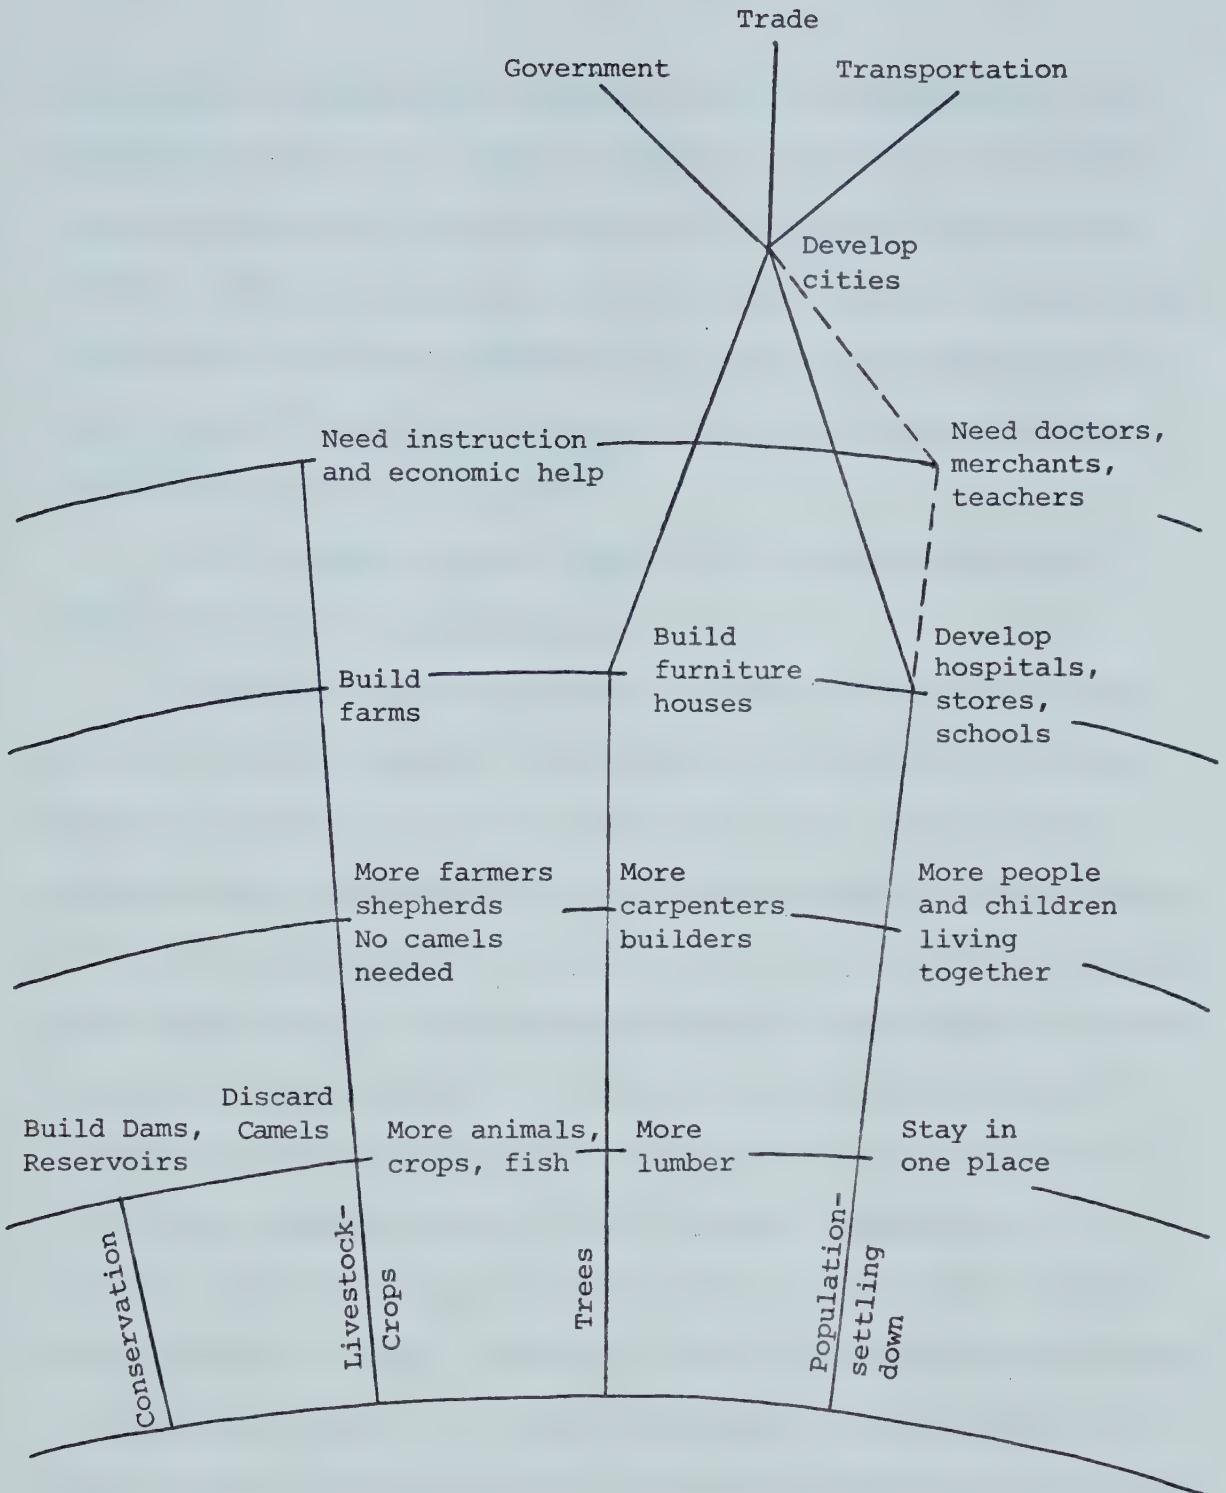 Trade
Government
Transportation
Develop
cities
Need instruction
and economic help
Need doctors,
merchants,
teachers
Build
farms
Build
furniture
houses
Develop
hospitals,
stores,
schools
More farmers
shepherds
No camels
needed
More
carpenters
builders
More people
and children
living
together
Build Dams,
Reservoirs
Discard
Camels
More animals,
crops, fish
More
lumber
Stay in
one place
Conservation
Livestock-
Crops
Trees
Population-
settling
down